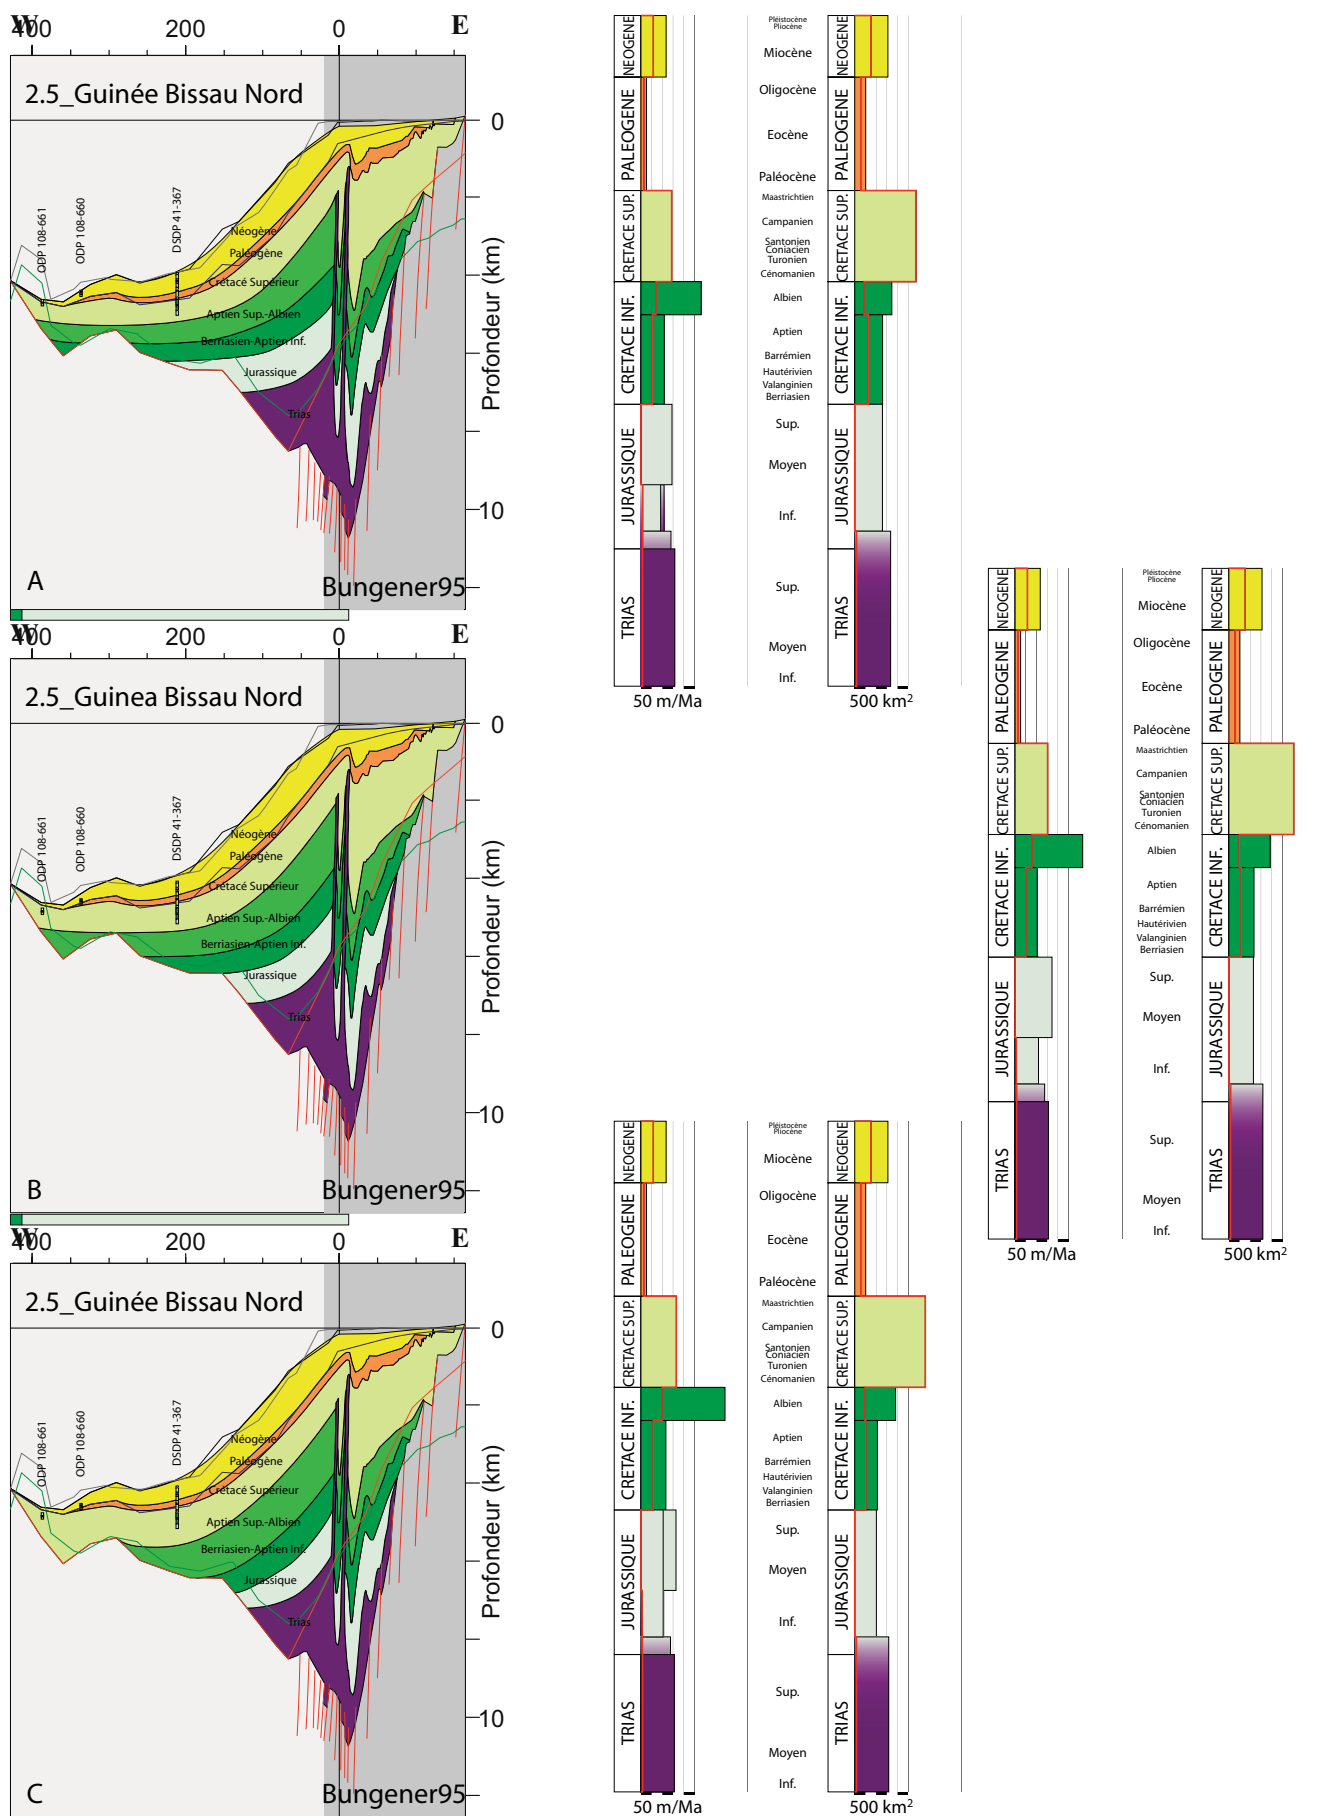 W E
400 200 0
2.5_Guinée Bissau Nord
0
ODP 108-661
ODP 108-660
DSDP 41-367
Néogène
Paléogène
Crétacé Supérieur
Aptien Sup.-Albien
Berriasien-Aptien Inf.
Jurassique
Trias
Profondeur (km)
10
A
Bungener95
W E
400 200 0
2.5_Guinea Bissau Nord
0
ODP 108-661
ODP 108-660
DSDP 41-367
Néogène
Paléogène
Crétacé Supérieur
Aptien Sup.-Albien
Berriasien-Aptien Inf.
Jurassique
Trias
Profondeur (km)
10
B
Bungener95
W E
400 200 0
2.5_Guinée Bissau Nord
0
ODP 108-661
ODP 108-660
DSDP 41-367
Néogène
Paléogène
Crétacé Supérieur
Aptien Sup.-Albien
Berriasien-Aptien Inf.
Jurassique
Trias
Profondeur (km)
10
C
Bungener95
NEOGENE
PALEOGENE
CRETACE SUP.
CRETACE INF.
JURASSIQUE
TRIAS
50 m/Ma
Pléistocène
Pliocène
Miocène
Oligocène
Eocène
Paléocène
Maastrichtien
Campanien
Santonien
Coniacien
Turonien
Cénomanien
Albien
Aptien
Barrémien
Hautérivien
Valanginien
Berriasien
Sup.
Moyen
Inf.
Sup.
Moyen
Inf.
NEOGENE
PALEOGENE
CRETACE SUP.
CRETACE INF.
JURASSIQUE
TRIAS
500 km²
NEOGENE
PALEOGENE
CRETACE SUP.
CRETACE INF.
JURASSIQUE
TRIAS
50 m/Ma
Pléistocène
Pliocène
Miocène
Oligocène
Eocène
Paléocène
Maastrichtien
Campanien
Santonien
Coniacien
Turonien
Cénomanien
Albien
Aptien
Barrémien
Hautérivien
Valanginien
Berriasien
Sup.
Moyen
Inf.
Sup.
Moyen
Inf.
NEOGENE
PALEOGENE
CRETACE SUP.
CRETACE INF.
JURASSIQUE
TRIAS
500 km²
NEOGENE
PALEOGENE
CRETACE SUP.
CRETACE INF.
JURASSIQUE
TRIAS
50 m/Ma
Pléistocène
Pliocène
Miocène
Oligocène
Eocène
Paléocène
Maastrichtien
Campanien
Santonien
Coniacien
Turonien
Cénomanien
Albien
Aptien
Barrémien
Hautérivien
Valanginien
Berriasien
Sup.
Moyen
Inf.
Sup.
Moyen
Inf.
NEOGENE
PALEOGENE
CRETACE SUP.
CRETACE INF.
JURASSIQUE
TRIAS
500 km²